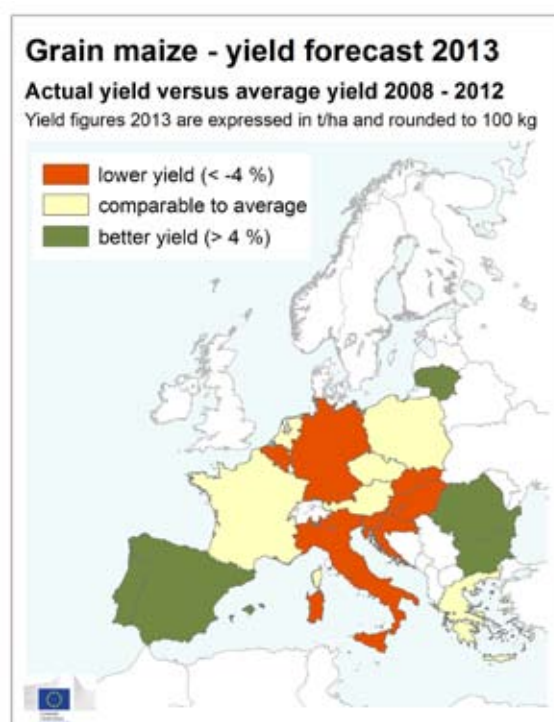 Grain maize - yield forecast 2013
Actual yield versus average yield 2008 - 2012
Yield figures 2013 are expressed in t/ha and rounded to 100 kg
lower yield (< -4 %)
comparable to average
better yield (> 4 %)